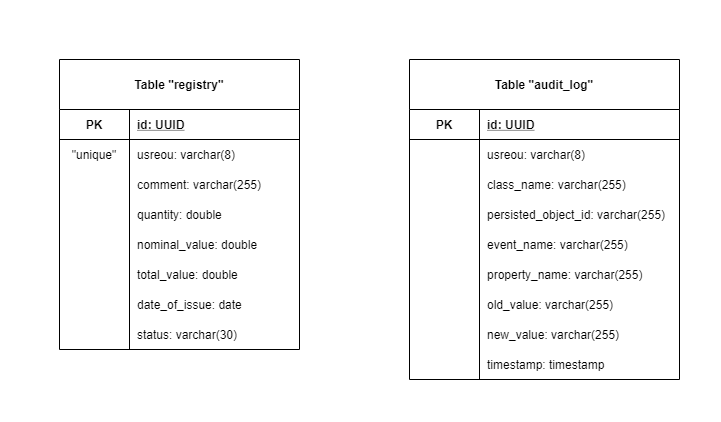 Table "registry"
PK id: UUID
"unique" usreou: varchar(8)
comment: varchar(255)
quantity: double
nominal_value: double
total_value: double
date_of_issue: date
status: varchar(30)
Table "audit_log"
PK id: UUID
usreou: varchar(8)
class_name: varchar(255)
persisted_object_id: varchar(255)
event_name: varchar(255)
property_name: varchar(255)
old_value: varchar(255)
new_value: varchar(255)
timestamp: timestamp